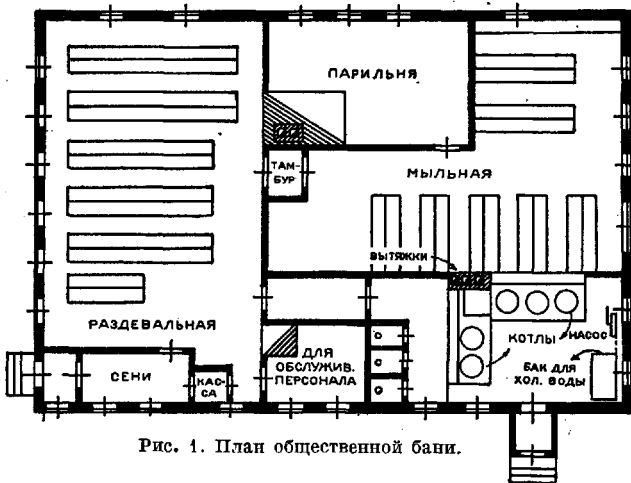 ПАРИЛЬНЯ
ТАМ-
БУР
МЫЛЬНАЯ
ВЫТЯЖКИ
РАЗДЕВАЛЬНАЯ
КОТЛЫ
НАСОС
БАК ДЛЯ
ХОЛ. ВОДЫ
ДЛЯ
ОБСЛУЖИВ.
ПЕРСОНАЛА
СЕНИ
КАС-
СА
Рис. 1. План общественной бани.